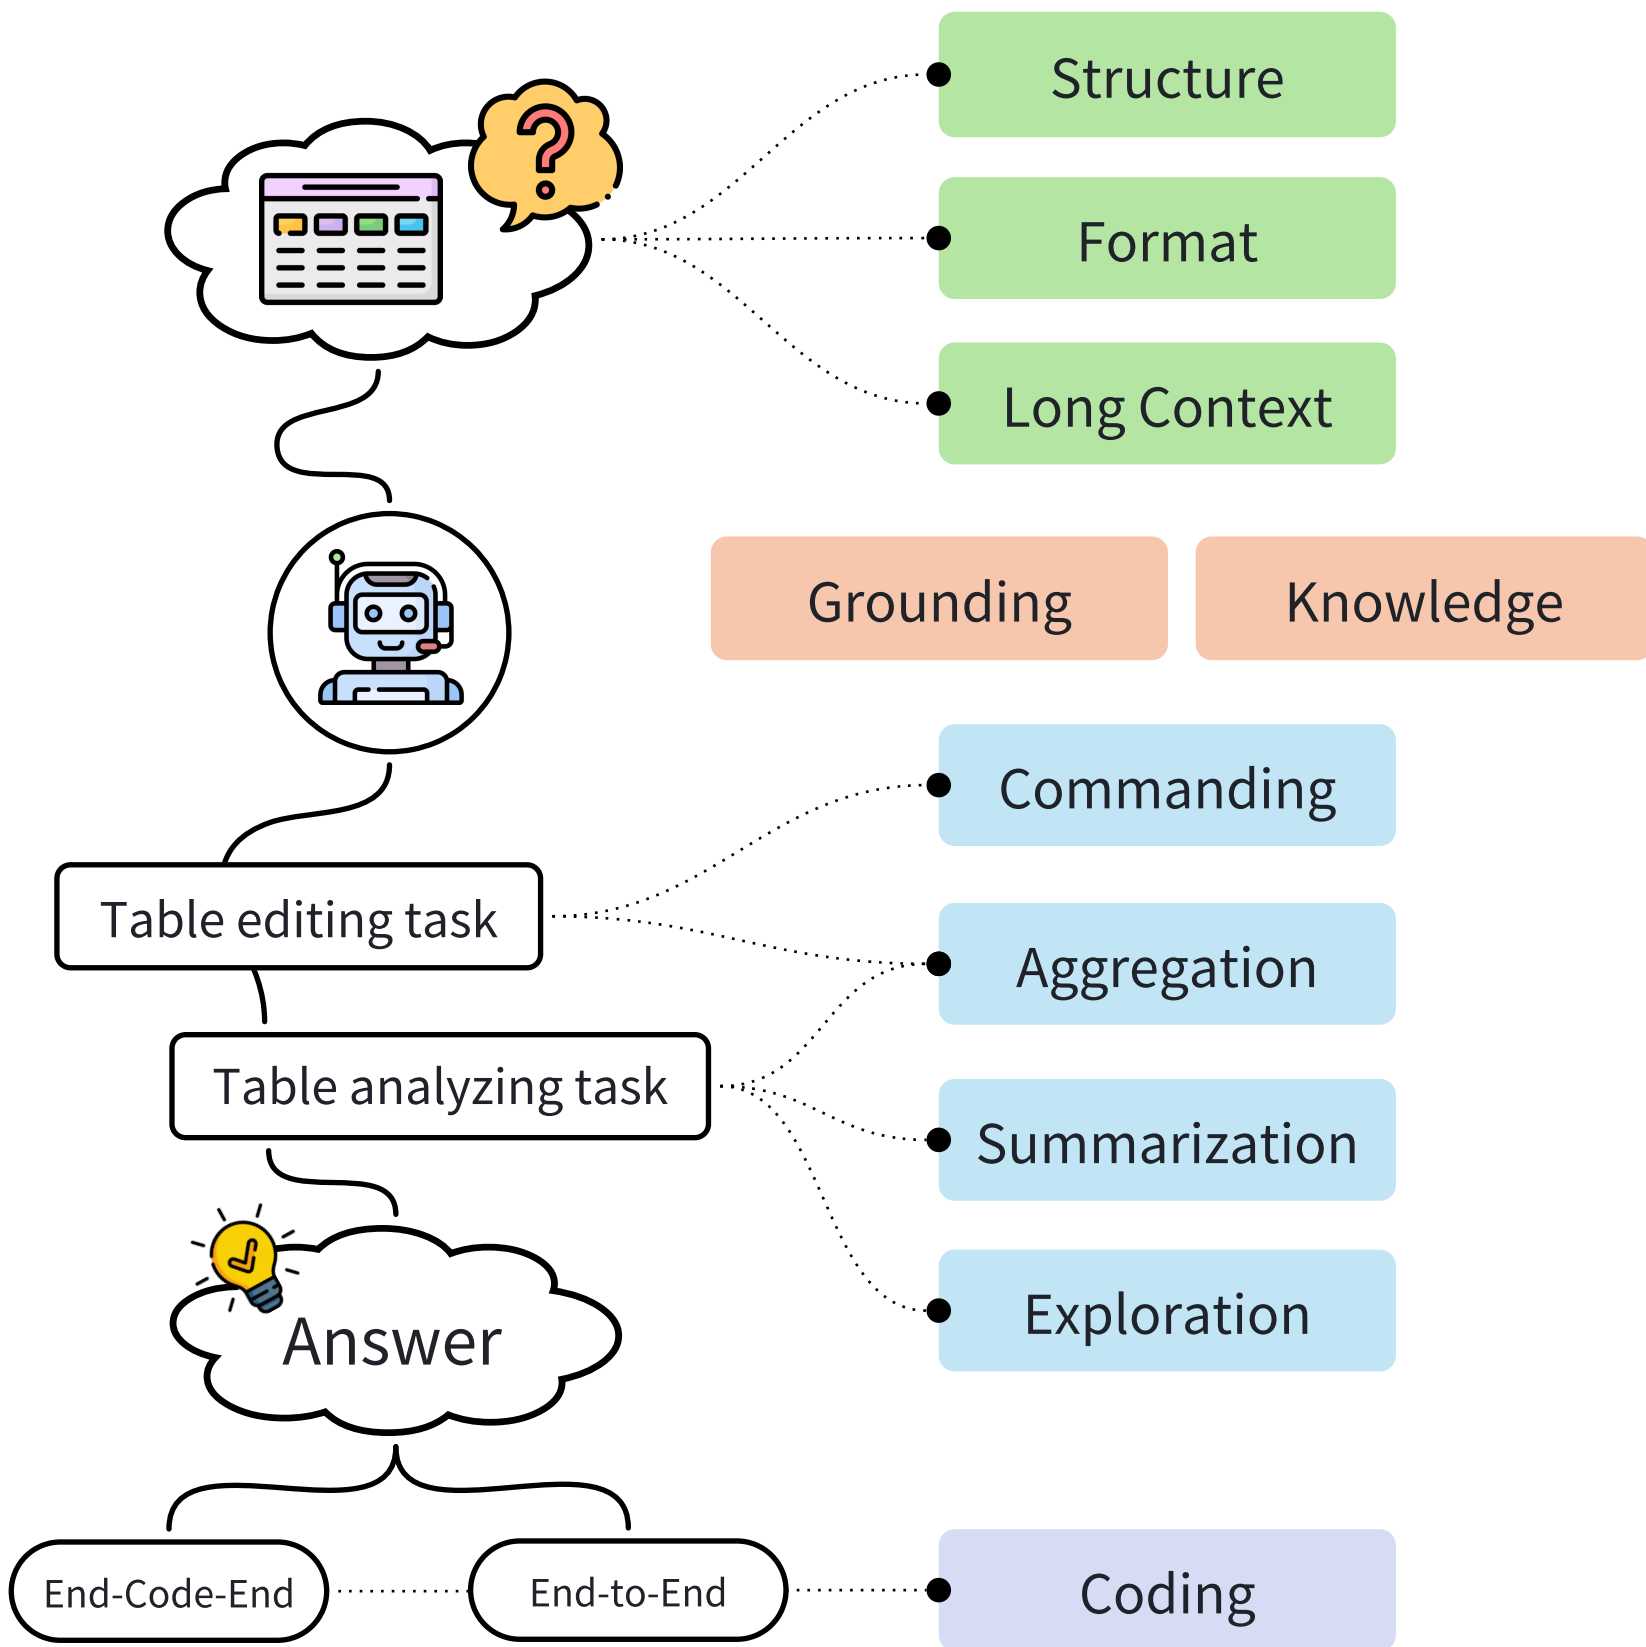 Structure
Format
Long Context
Grounding
Knowledge
Commanding
Table editing task
Aggregation
Table analyzing task
Summarization
Exploration
Answer
End-Code-End
End-to-End
Coding